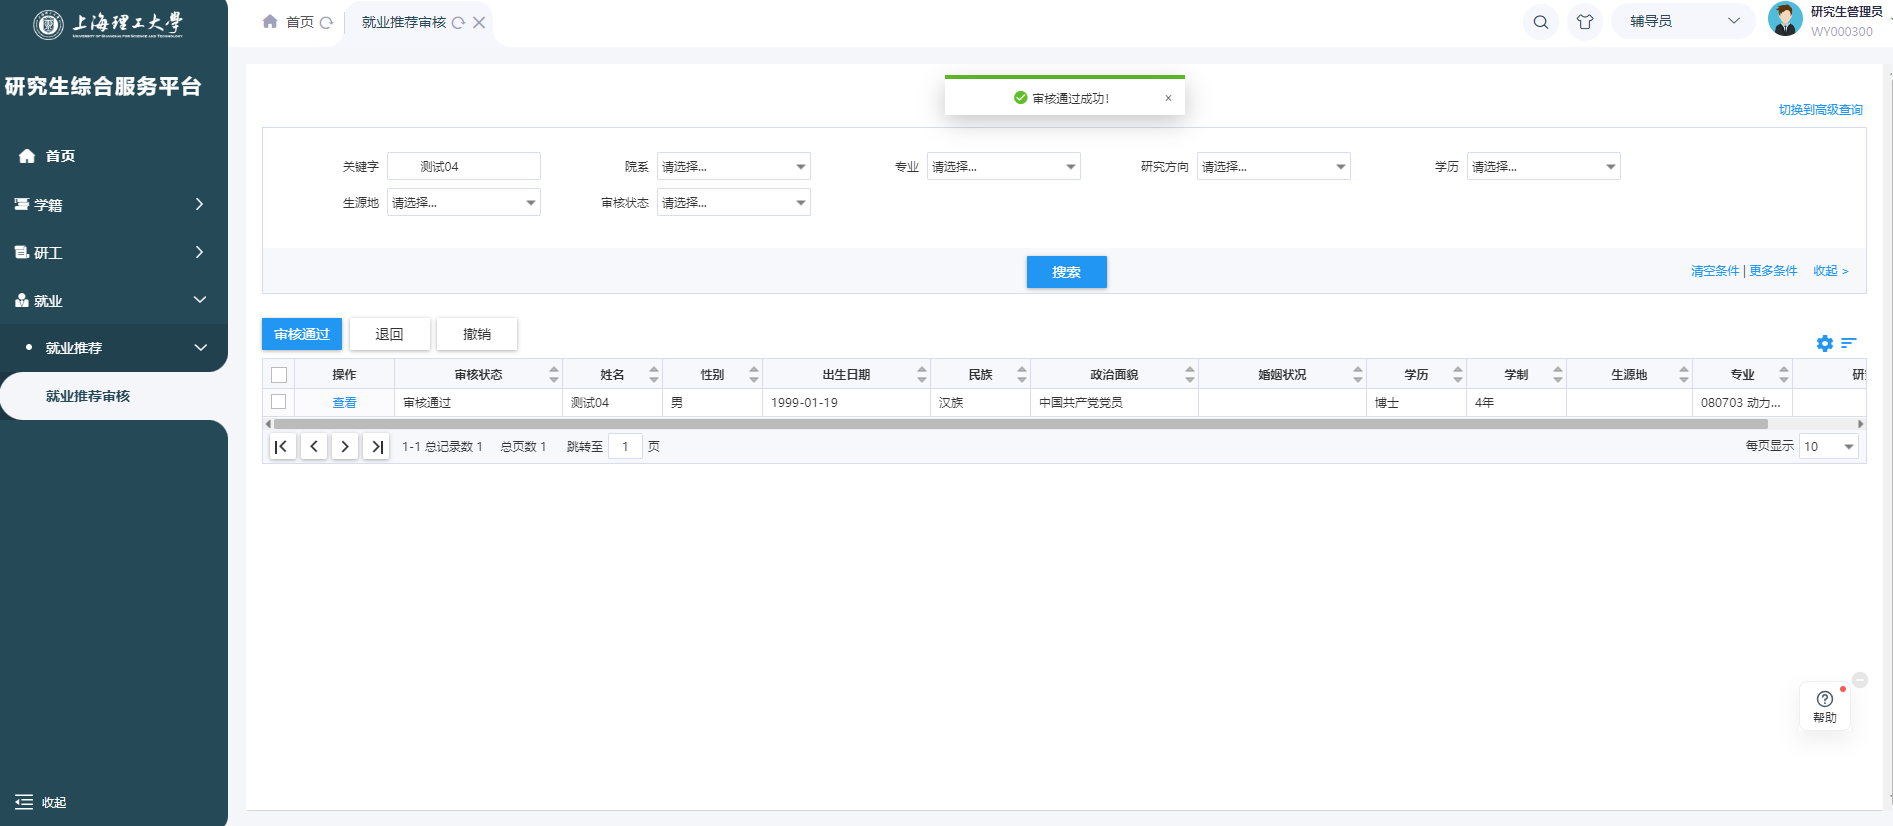 上海理工大學
UNIVERSITY OF SHANGHAI FOR SCIENCE AND TECHNOLOGY
研究生综合服务平台
首页
学籍
研工
就业
就业推荐
就业推荐审核
收起
首页 就业推荐审核
辅导员
研究生管理员
WY000300
审核通过成功!
×
切换到高级查询
关键字 测试04 院系 请选择... 专业 请选择... 研究方向 请选择... 学历 请选择...
生源地 请选择... 审核状态 请选择...
搜索
清空条件 | 更多条件 收起 >
审核通过 退回 撤销
操作 审核状态 姓名 性别 出生日期 民族 政治面貌 婚姻状况 学历 学制 生源地 专业 研
查看 审核通过 测试04 男 1999-01-19 汉族 中国共产党党员 博士 4年 080703 动力...
1-1 总记录数 1 总页数 1 跳转至 1 页 每页显示 10
帮助